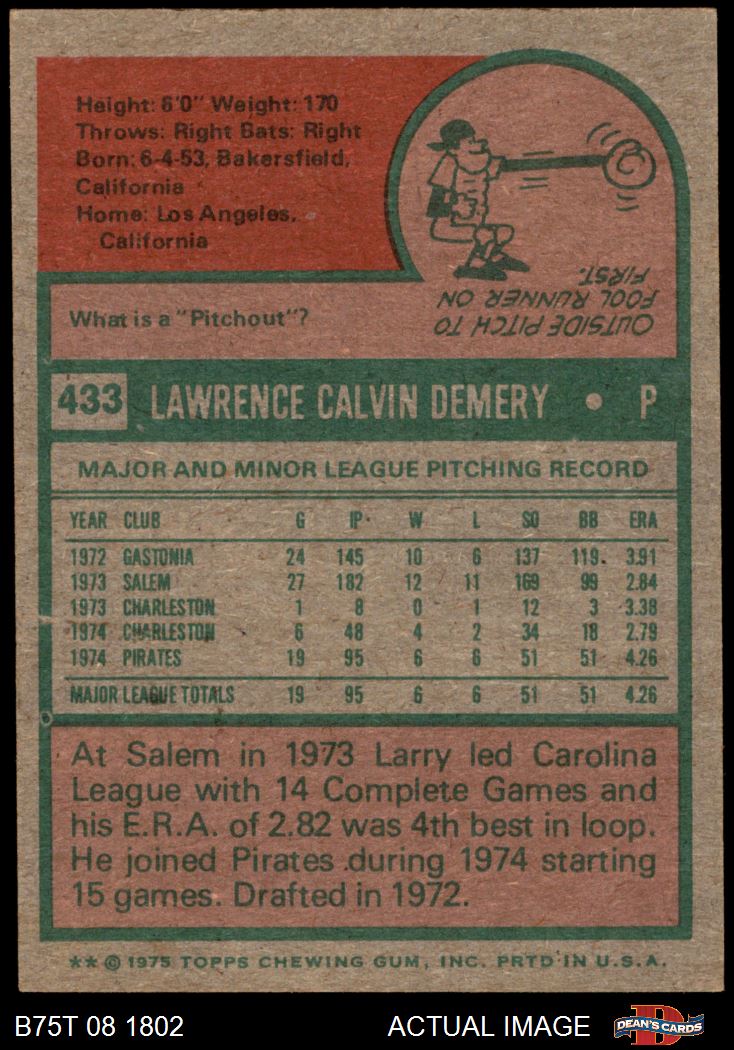 Height: 6'0" Weight: 170
Throws: Right Bats: Right
Born: 6-4-53, Bakersfield,
California
Home: Los Angeles,
California
What is a "Pitchout"?
OUTSIDE PITCH TO
FOOL RUNNER ON
FIRST.
433 LAWRENCE CALVIN DEMERY • P
MAJOR AND MINOR LEAGUE PITCHING RECORD
YEAR CLUB G IP W L SO BB ERA
1972 GASTONIA 24 145 10 6 137 119 3.91
1973 SALEM 27 182 12 11 169 99 2.84
1973 CHARLESTON 1 8 0 1 12 3 3.38
1974 CHARLESTON 6 48 4 2 34 18 2.79
1974 PIRATES 19 95 6 6 51 51 4.26
MAJOR LEAGUE TOTALS 19 95 6 6 51 51 4.26
At Salem in 1973 Larry led Carolina
League with 14 Complete Games and
his E.R.A. of 2.82 was 4th best in loop.
He joined Pirates during 1974 starting
15 games. Drafted in 1972.
** © 1975 TOPPS CHEWING GUM, INC. PRTD IN U.S.A.
B75T 08 1802 ACTUAL IMAGE DEAN'S CARDS